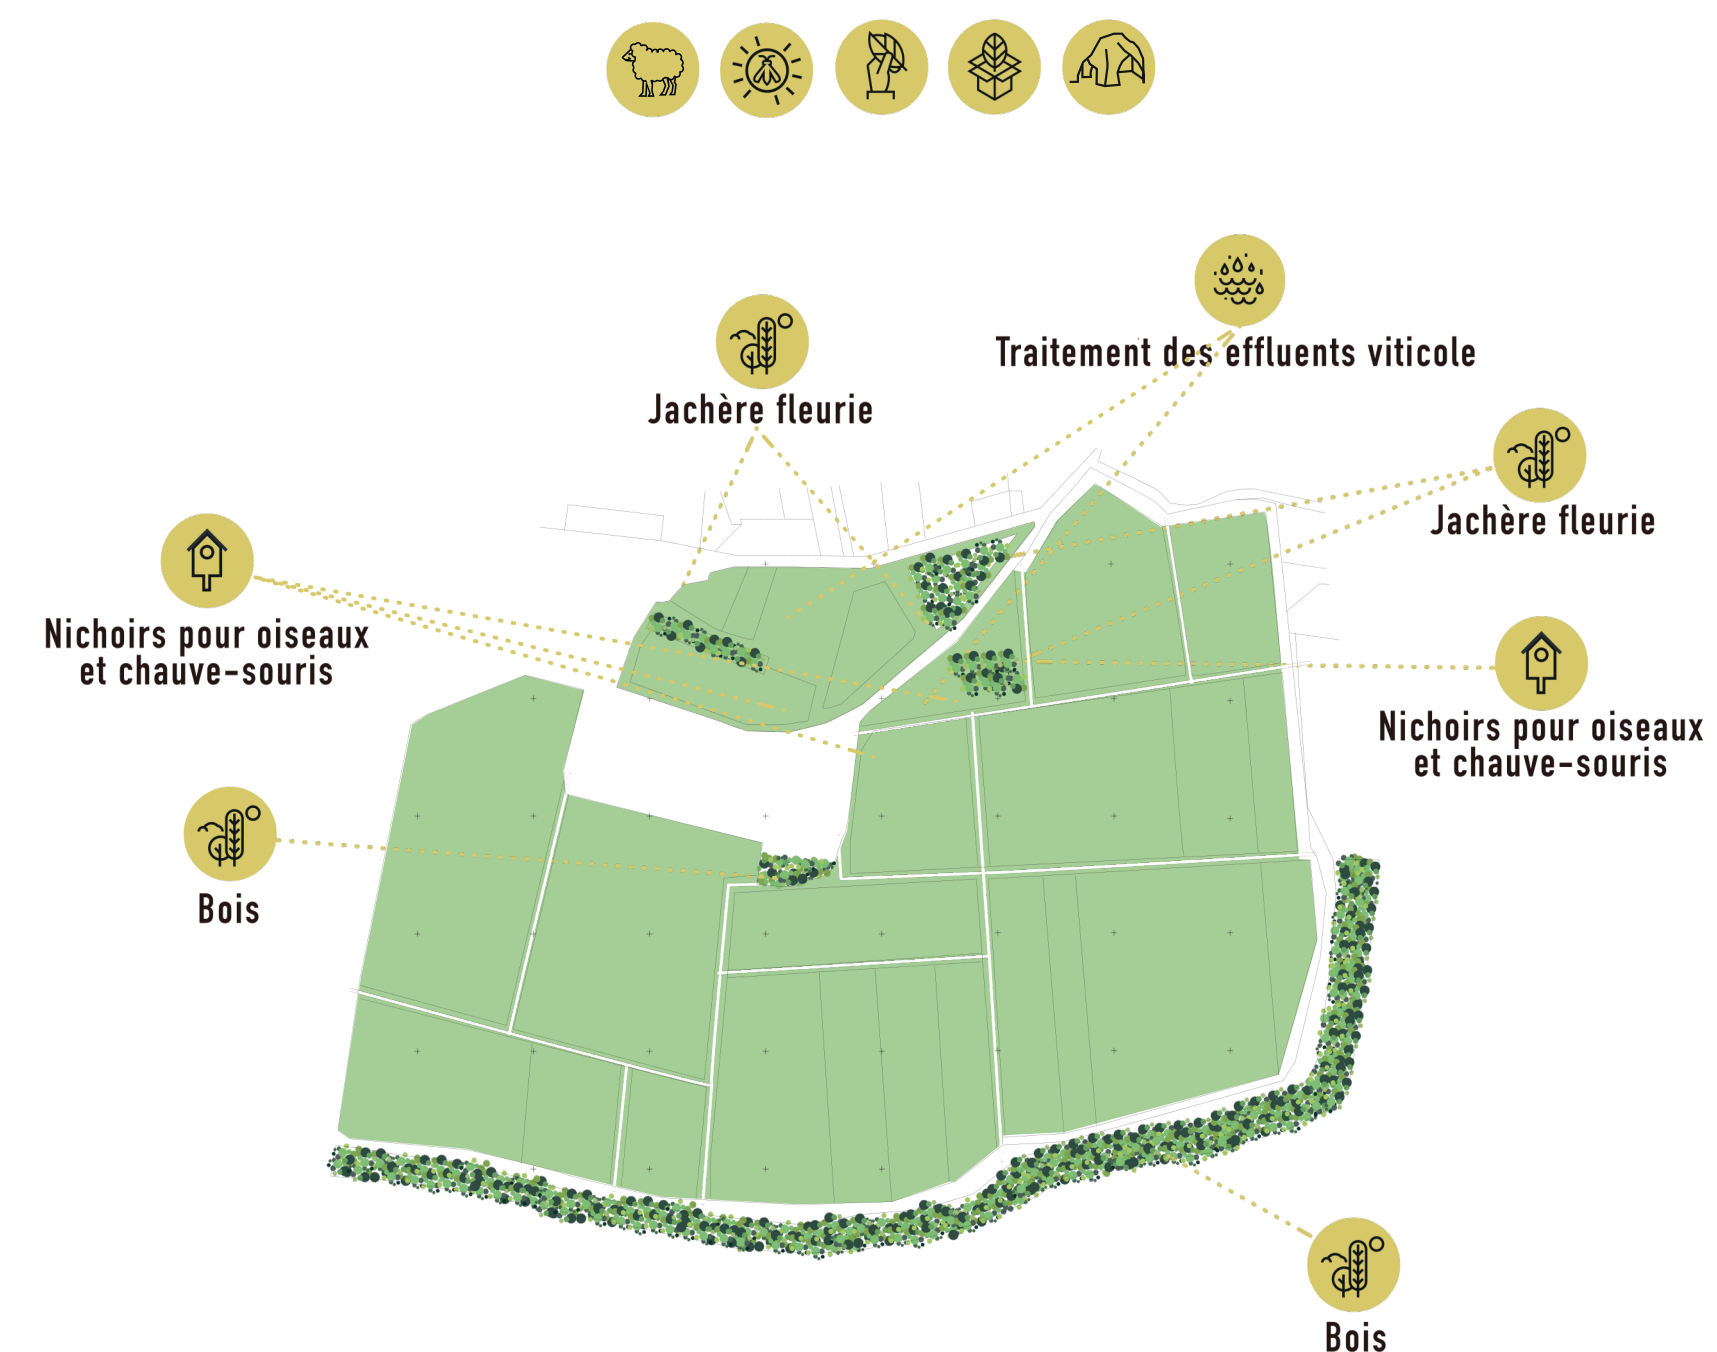 Traitement des effluents viticole
Jachère fleurie
Jachère fleurie
Nichoirs pour oiseaux
et chauve-souris
Nichoirs pour oiseaux
et chauve-souris
Bois
Bois